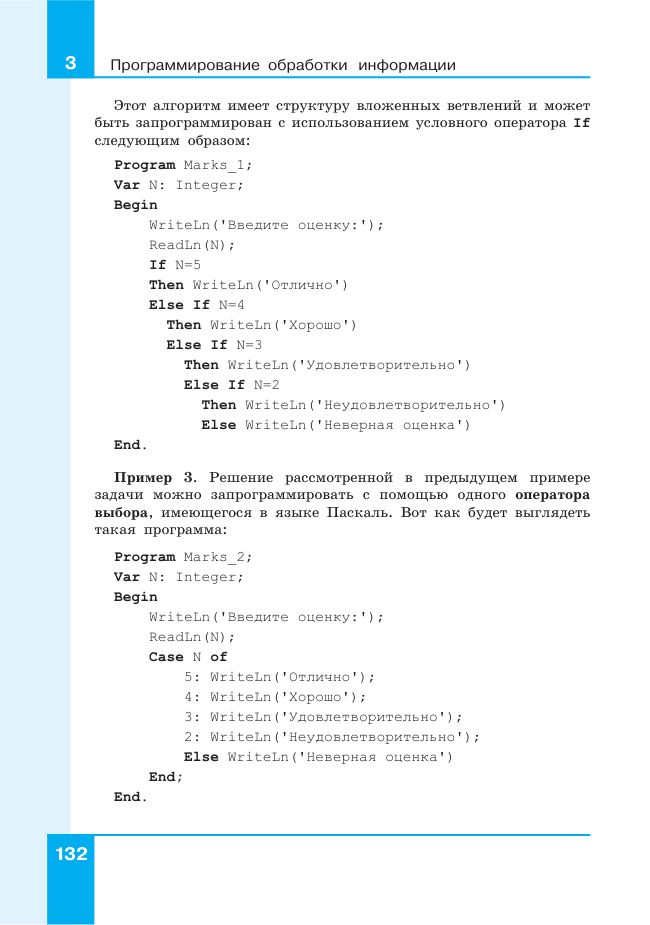 3 Программирование обработки информации
Этот алгоритм имеет структуру вложенных ветвлений и может
быть запрограммирован с использованием условного оператора If
следующим образом:
Program Marks_1;
Var N: Integer;
Begin
WriteLn('Введите оценку:');
ReadLn(N);
If N=5
Then WriteLn('Отлично')
Else If N=4
Then WriteLn('Хорошо')
Else If N=3
Then WriteLn('Удовлетворительно')
Else If N=2
Then WriteLn('Неудовлетворительно')
Else WriteLn('Неверная оценка')
End.
Пример 3. Решение рассмотренной в предыдущем примере
задачи можно запрограммировать с помощью одного оператора
выбора, имеющегося в языке Паскаль. Вот как будет выглядеть
такая программа:
Program Marks_2;
Var N: Integer;
Begin
WriteLn('Введите оценку:');
ReadLn(N);
Case N of
5: WriteLn('Отлично');
4: WriteLn('Хорошо');
3: WriteLn('Удовлетворительно');
2: WriteLn('Неудовлетворительно');
Else WriteLn('Неверная оценка')
End;
End.
132